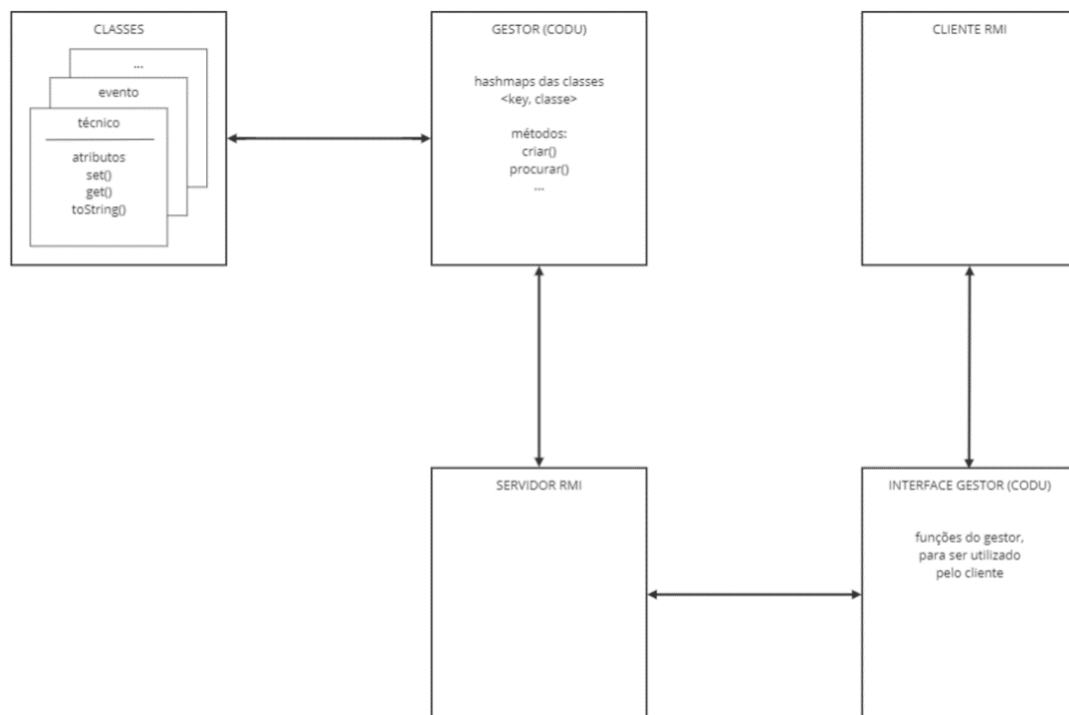 CLASSES
...
evento
técnico
atributos
set()
get()
toString()
GESTOR (CODU)
hashmaps das classes
<key, classe>
métodos:
criar()
procurar()
...
CLIENTE RMI
SERVIDOR RMI
INTERFACE GESTOR (CODU)
funções do gestor,
para ser utilizado
pelo cliente